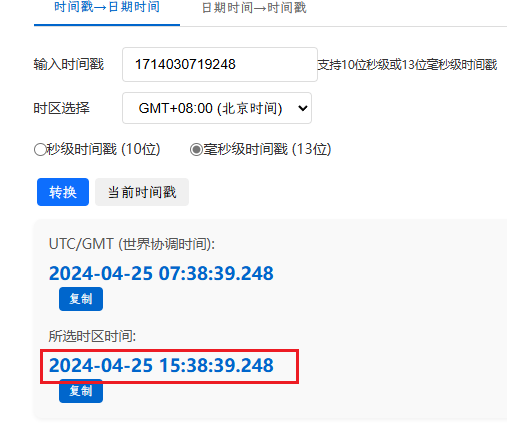 时间戳→日期时间 日期时间→时间戳
输入时间戳 1714030719248 支持10位秒级或13位毫秒级时间戳
时区选择 GMT+08:00 (北京时间)
秒级时间戳 (10位) 毫秒级时间戳 (13位)
转换 当前时间戳
UTC/GMT (世界协调时间):
2024-04-25 07:38:39.248
复制
所选时区时间:
2024-04-25 15:38:39.248
复制